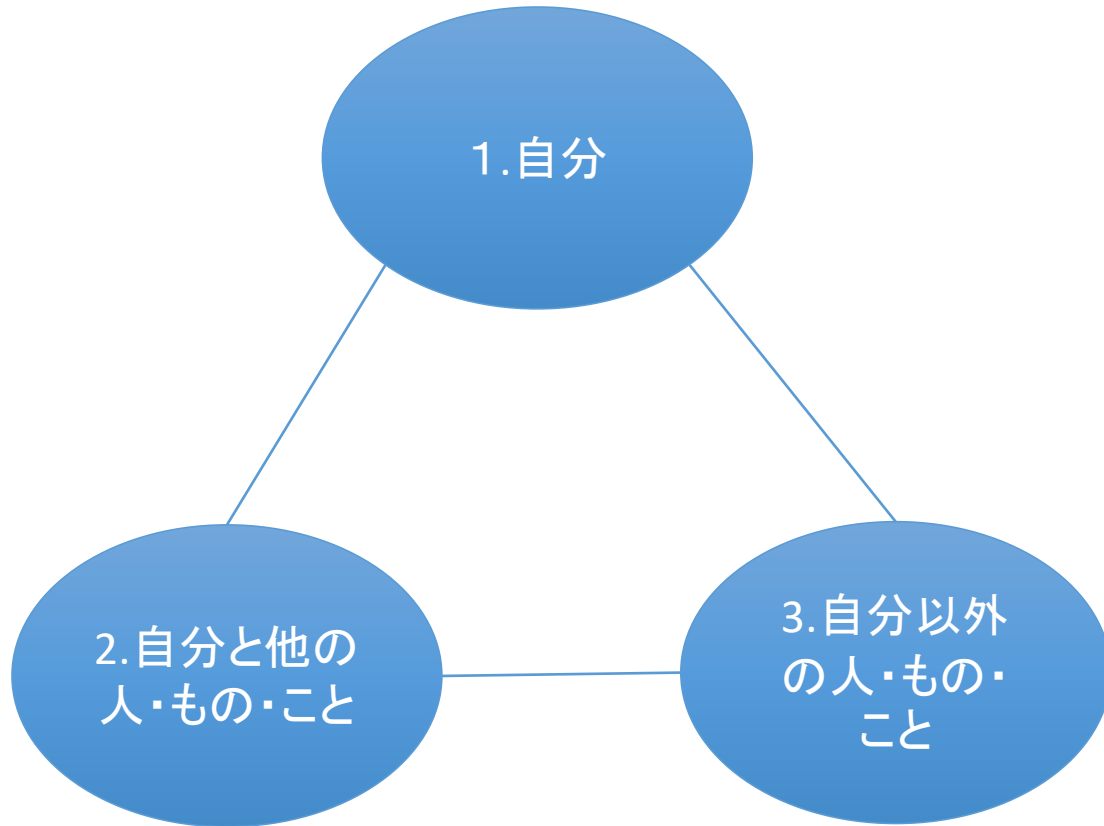 １.自分
2.自分と他の
人・もの・こと
3.自分以外
の人・もの・
こと